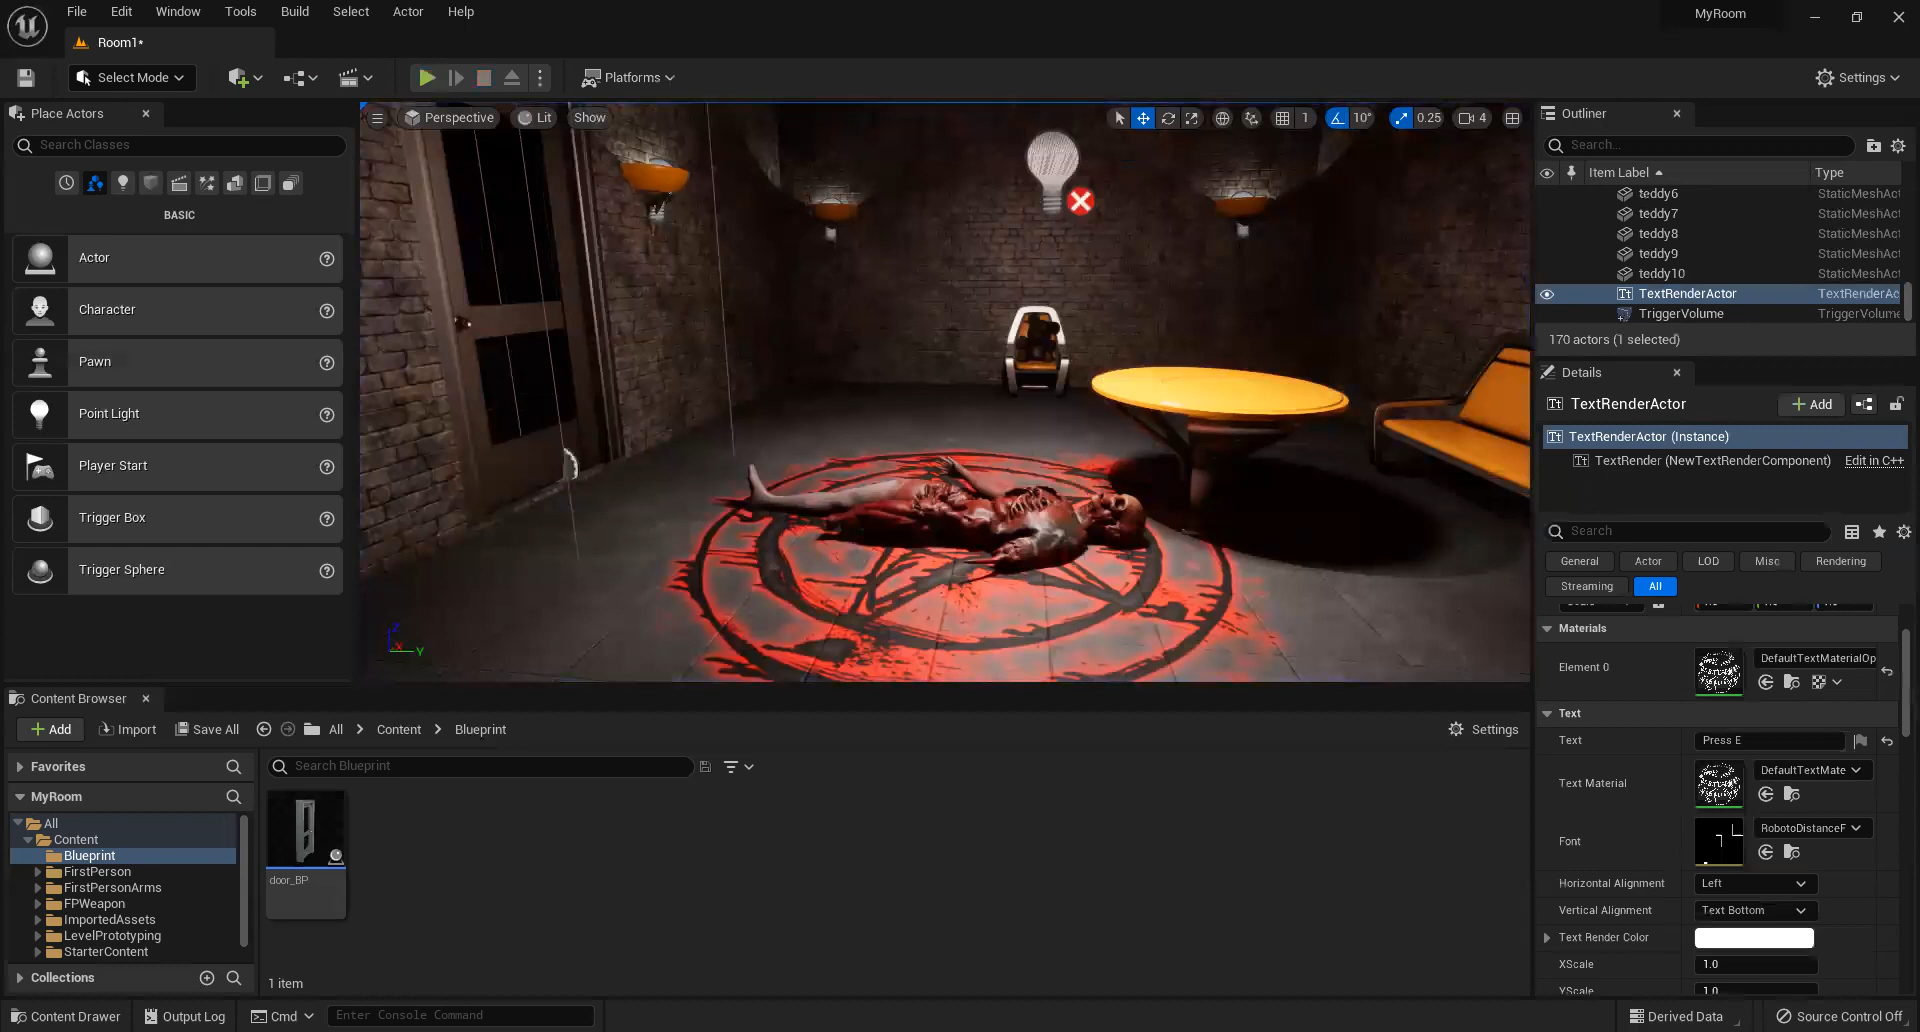 File Edit Window Tools Build Select Actor Help
MyRoom
Room1*
Select Mode
Platforms
Settings
Place Actors
Search Classes
BASIC
Actor
Character
Pawn
Point Light
Player Start
Trigger Box
Trigger Sphere
Perspective Lit Show
1 10° 0.25 4
Outliner
Search...
Item Label Type
teddy6 StaticMeshAct
teddy7 StaticMeshAct
teddy8 StaticMeshAct
teddy9 StaticMeshAct
teddy10 StaticMeshAct
TextRenderActor TextRenderAc
TriggerVolume TriggerVolume
170 actors (1 selected)
Details
TextRenderActor
Add
TextRenderActor (Instance)
TextRender (NewTextRenderComponent) Edit in C++
Search
General Actor LOD Misc Rendering
Streaming All
Materials
Element 0 DefaultTextMaterialOp
Text
Text Press E
Text Material DefaultTextMate
Font RobotoDistanceF
Horizontal Alignment Left
Vertical Alignment Text Bottom
Text Render Color
XScale 1.0
YScale 1.0
Z
X Y
Content Browser
Add Import Save All All > Content > Blueprint Settings
Favorites
Search Blueprint
MyRoom
All
Content
Blueprint
FirstPerson
FirstPersonArms
FPWeapon
ImportedAssets
LevelPrototyping
StarterContent
Collections
door_BP
1 item
Content Drawer Output Log Cmd Enter Console Command Derived Data Source Control Off